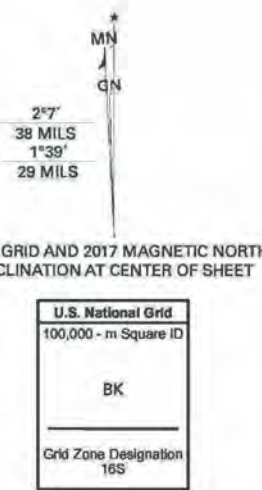 *
MN
GN
2°7´
38 MILS
1°39'
29 MILS
GRID AND 2017 MAGNETIC NORTH
CLINATION AT CENTER OF SHEET
U.S. National Grid
100,000 - m Square ID
BK
Grid Zone Designation
16S